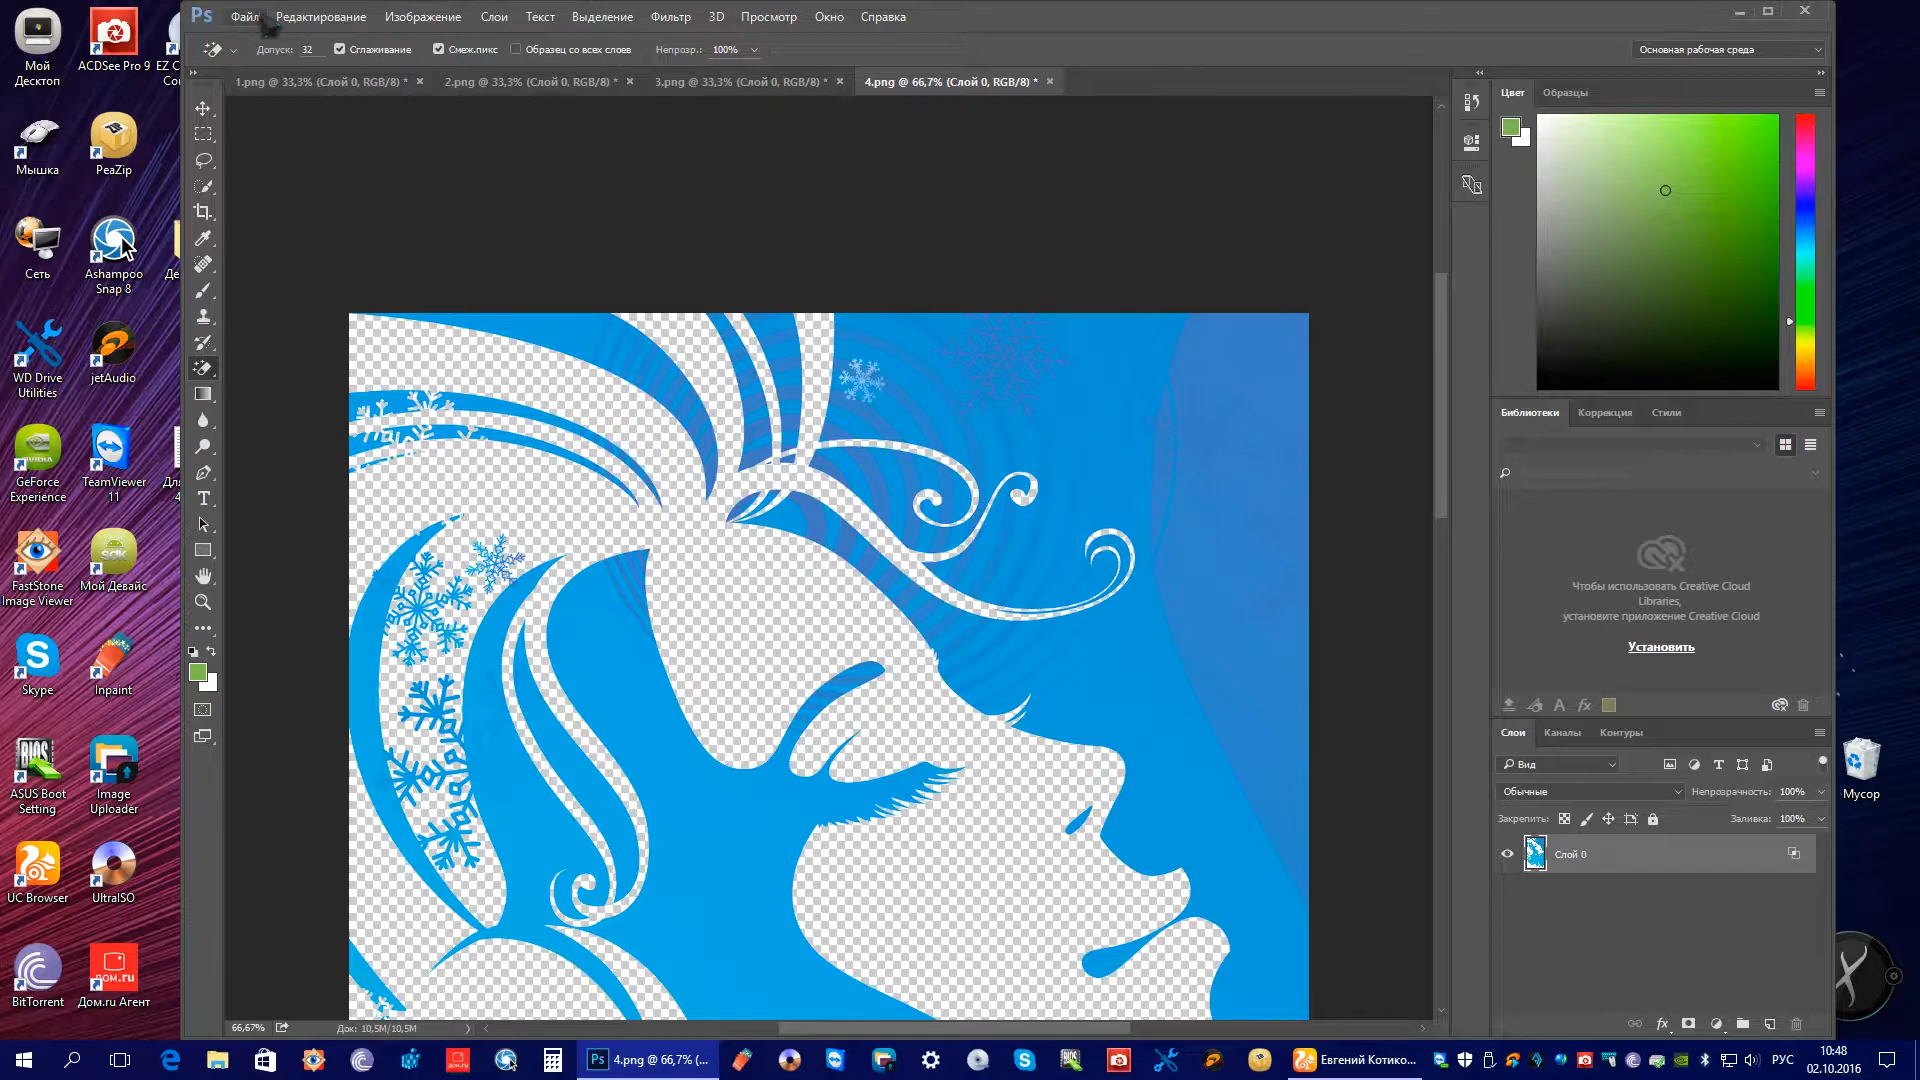 Ps Файл Редактирование Изображение Слои Текст Выделение Фильтр 3D Просмотр Окно Справка
Допуск: 32 Сглаживание Смеж.пикс Образец со всех слоев Непрозр.: 100% Основная рабочая среда
1.png @ 33,3% (Слой 0, RGB/8) * 2.png @ 33,3% (Слой 0, RGB/8) * 3.png @ 33,3% (Слой 0, RGB/8) * 4.png @ 66,7% (Слой 0, RGB/8) *
Мой
Десктоп
ACDSee Pro 9
Мышка
PeaZip
Сеть
Ashampoo
Snap 8
WD Drive
Utilities
jetAudio
GeForce
Experience
TeamViewer
11
FastStone
Image Viewer
Мой Девайс
Skype
Inpaint
ASUS Boot
Setting
Image
Uploader
UC Browser
UltraISO
BitTorrent
Дом.ru Агент
Мусор
Цвет Образцы
Библиотеки Коррекция Стили
Чтобы использовать Creative Cloud
Libraries,
установите приложение Creative Cloud
Установить
Слои Каналы Контуры
Вид
Обычные Непрозрачность: 100%
Закрепить: Заливка: 100%
Слой 0
66,67% Док: 10,5M/10,5M
4.png @ 66,7% (...
Евгений Котико...
РУС
10:48
02.10.2016